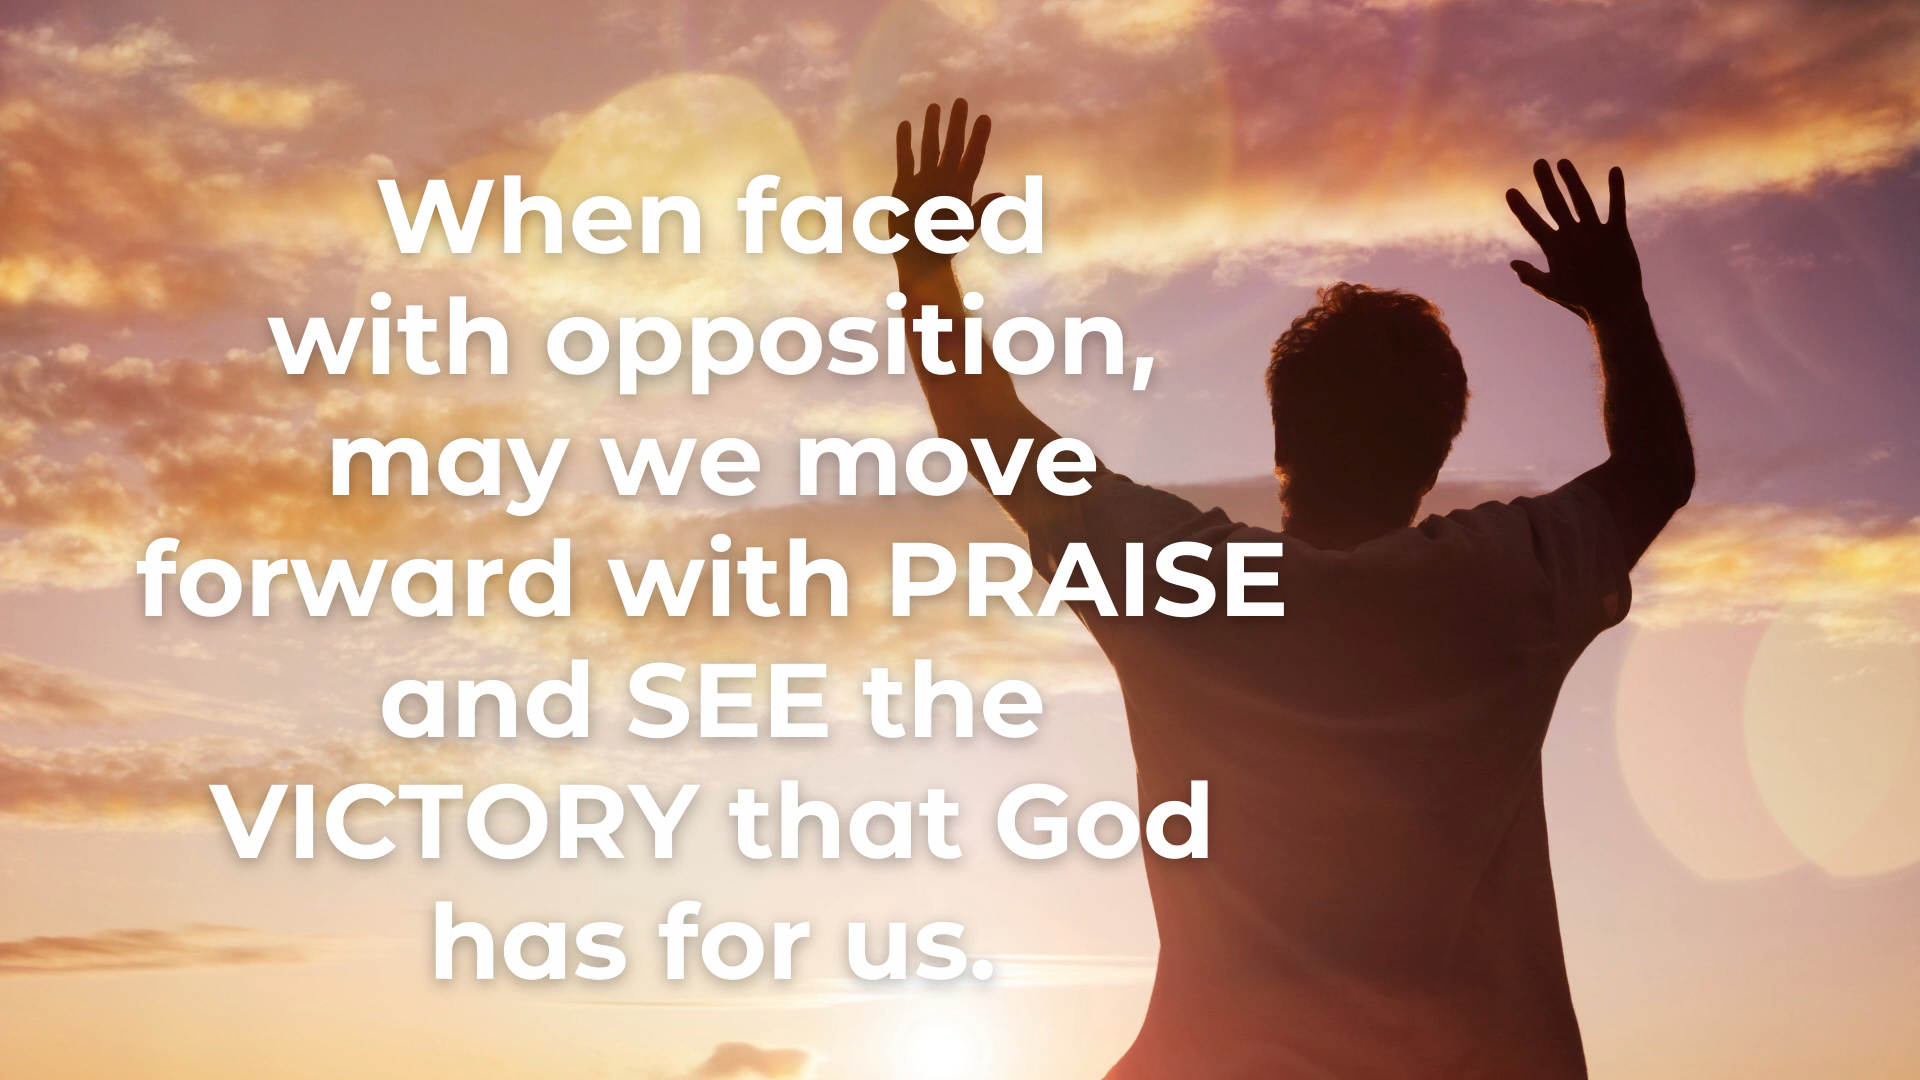 When faced
with opposition,
may we move
forward with PRAISE
and SEE the
VICTORY that God
has for us.